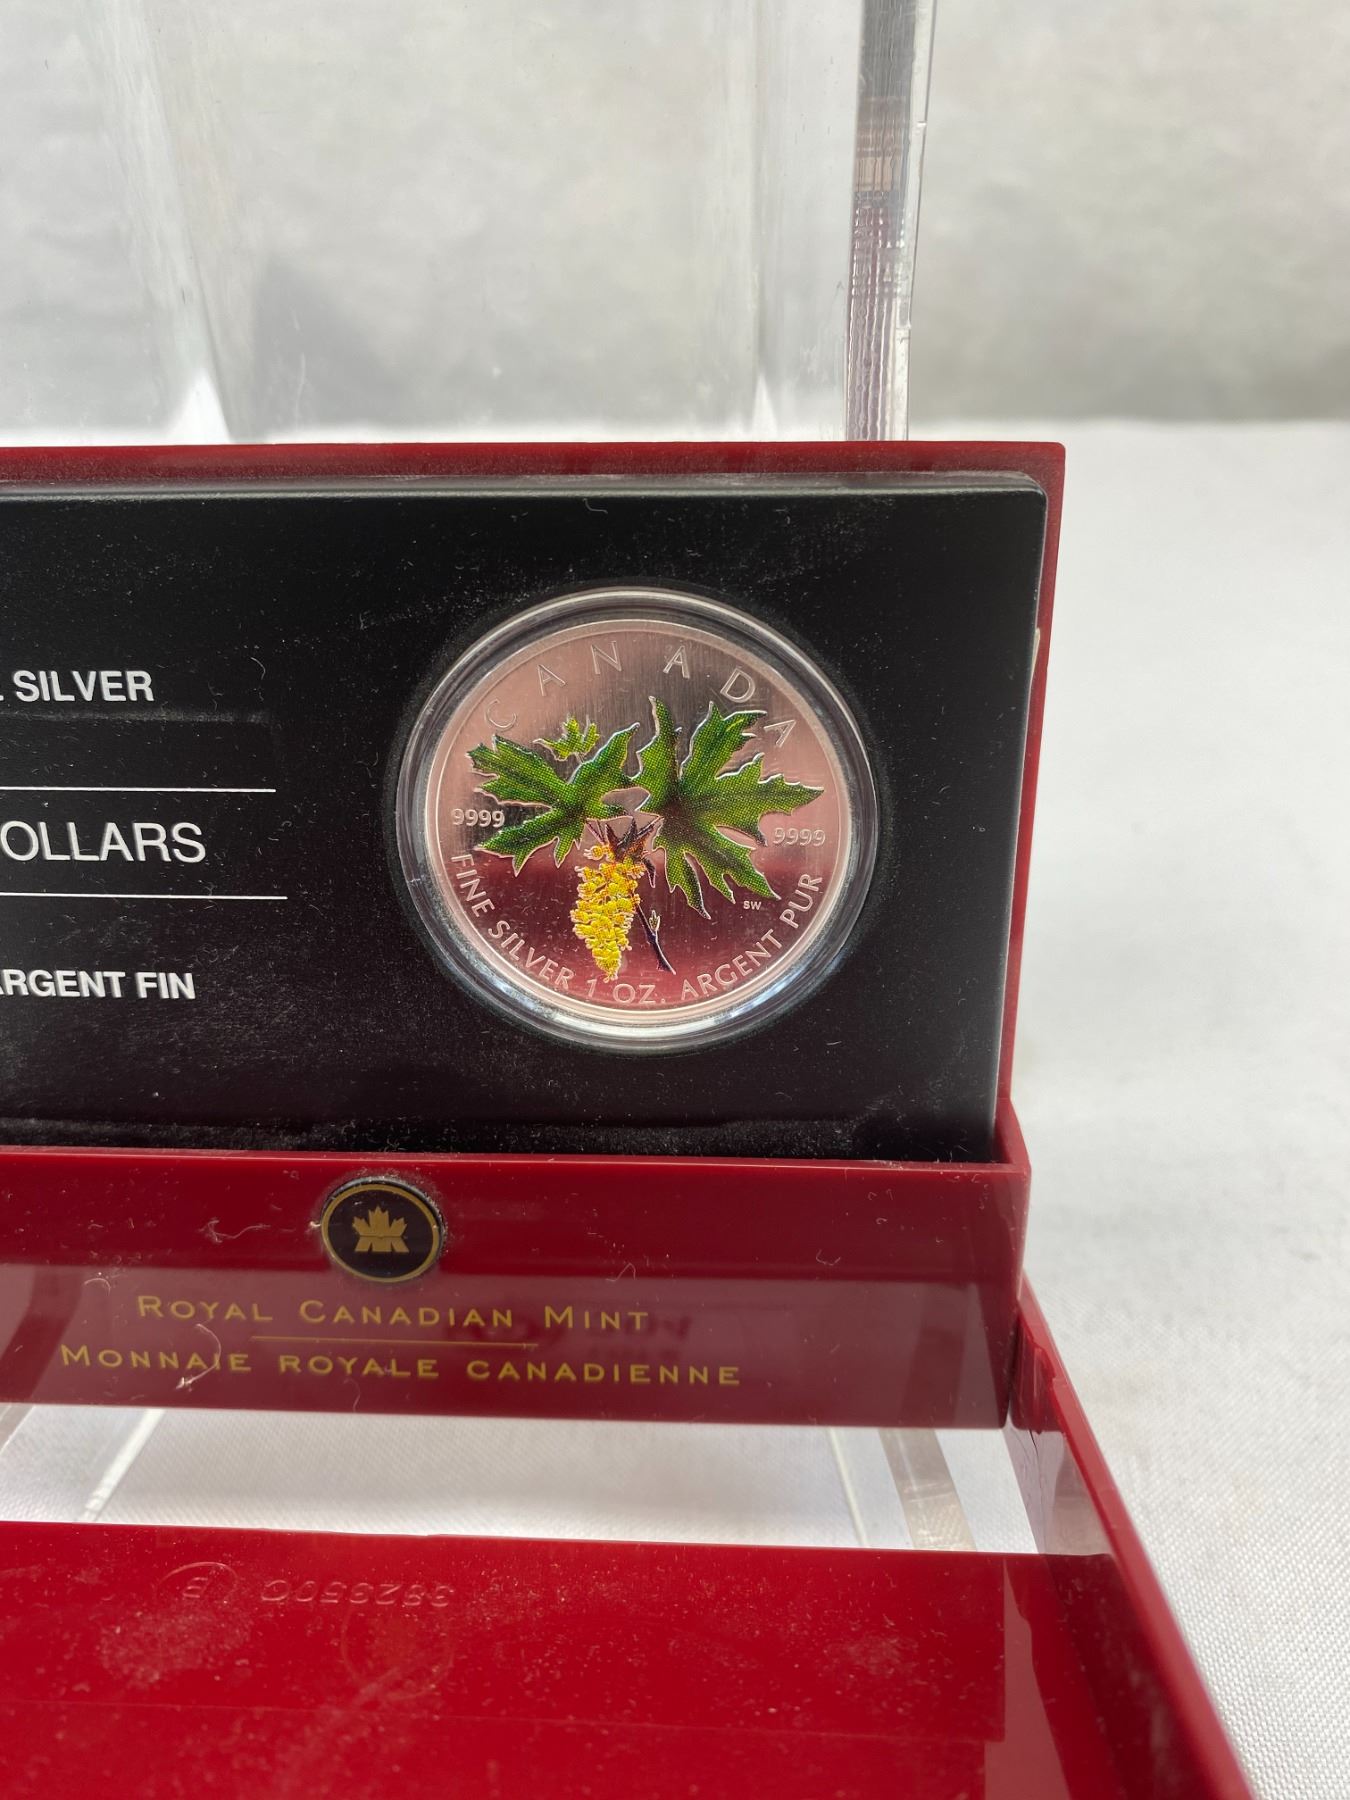 SILVER
OLLARS
ARGENT FIN
CANADA
9999
9999
SW
FINE SILVER 1 OZ. ARGENT PUR
ROYAL CANADIAN MINT
MONNAIE ROYALE CANADIENNE